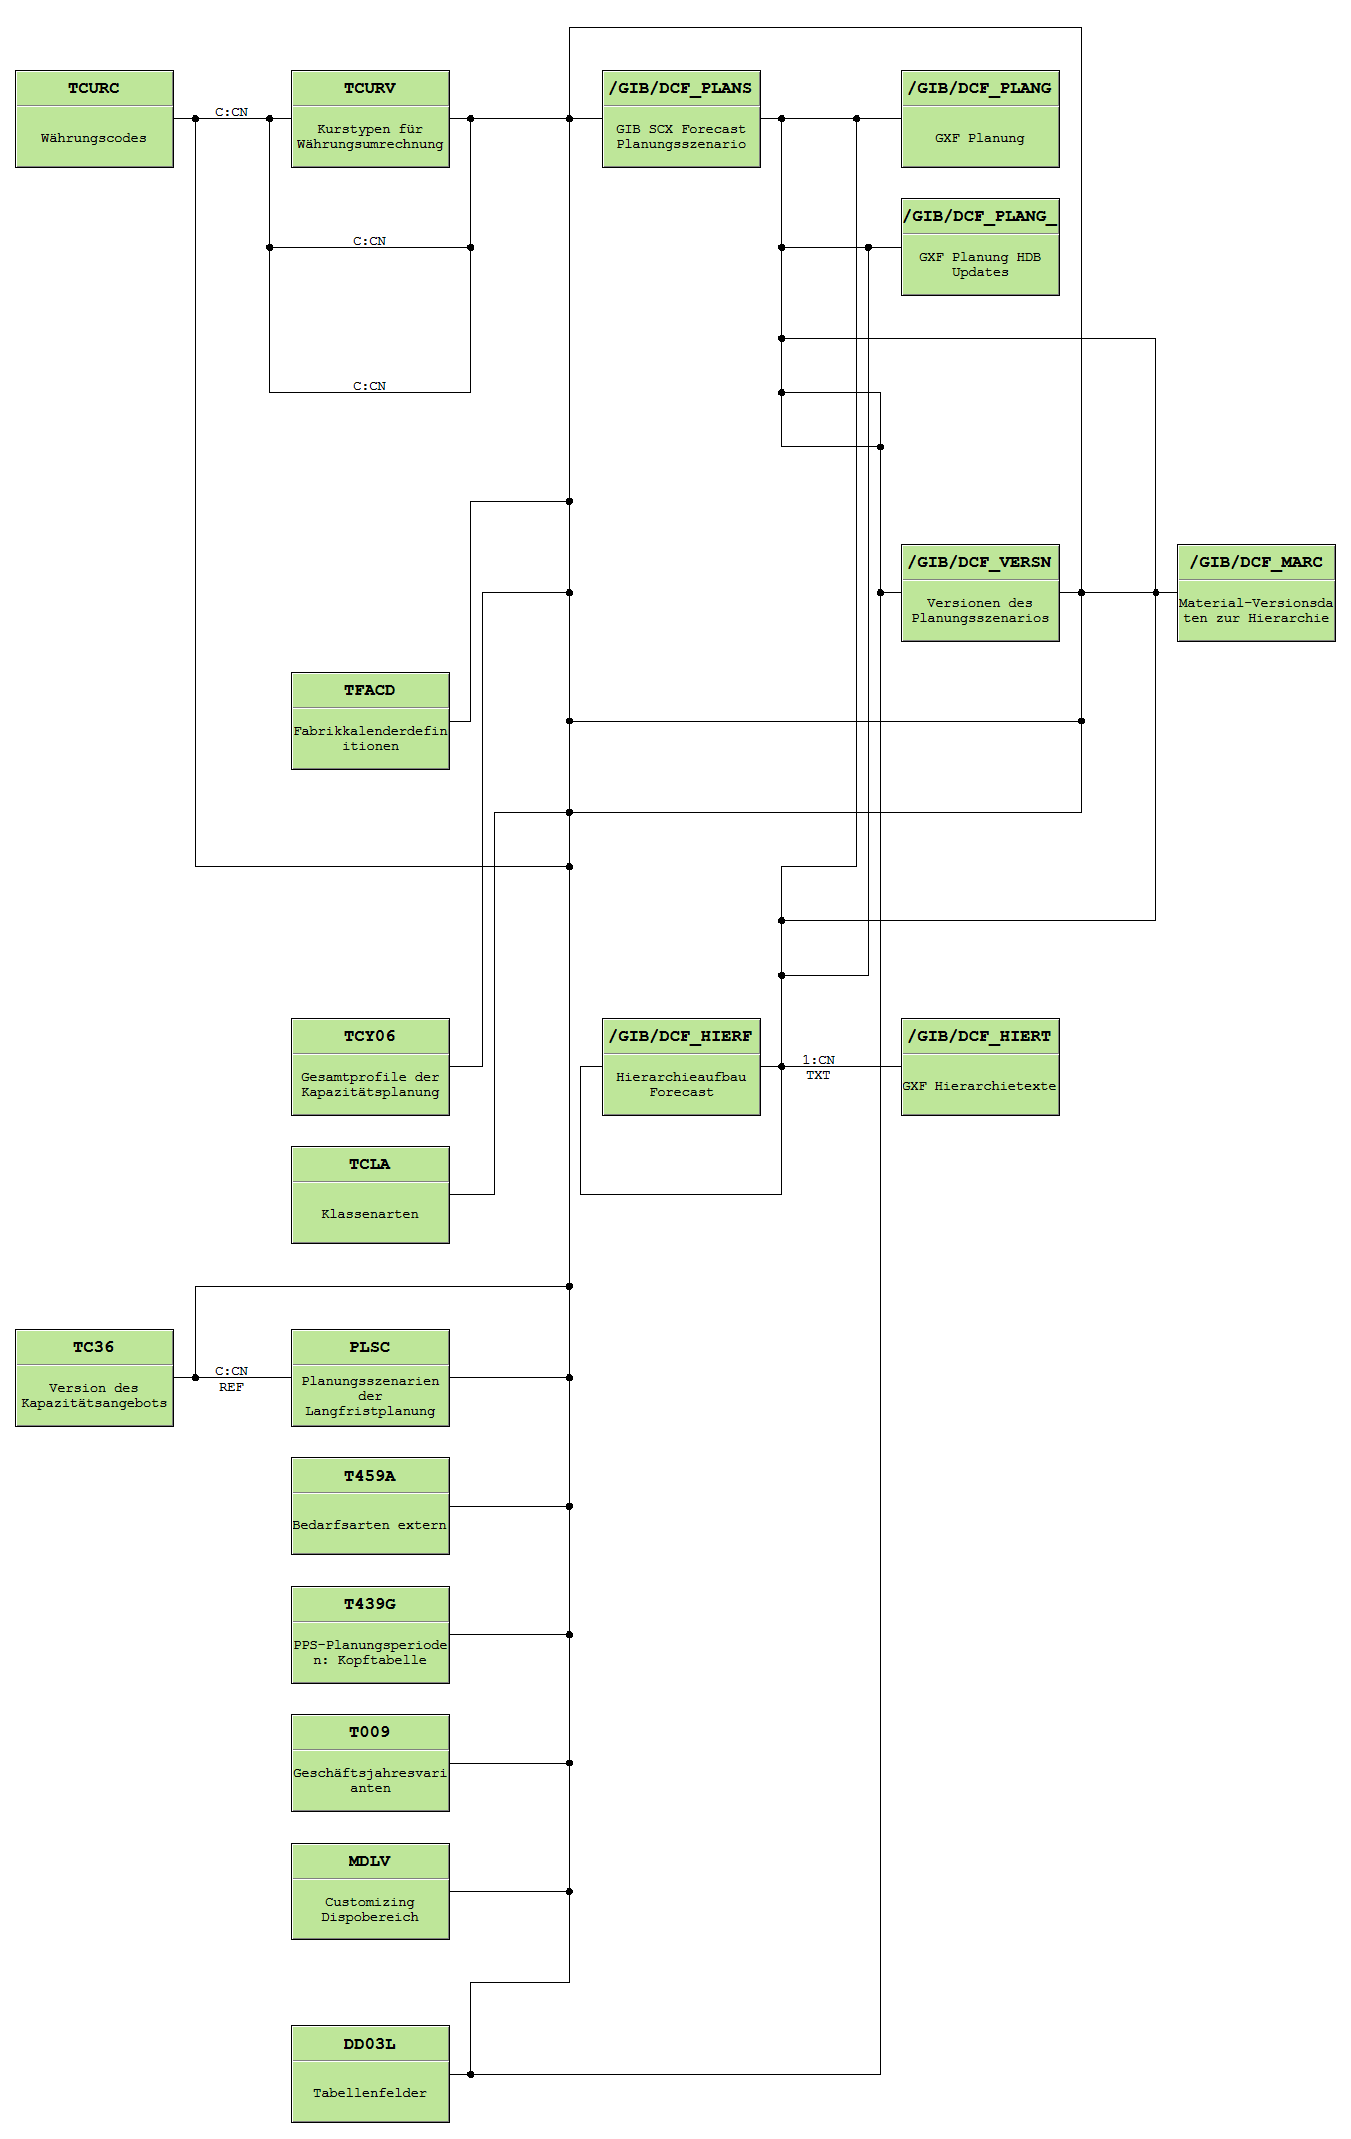 TCURC
Währungscodes
C:CN
TCURV
Kurstypen für
Währungsumrechnung
C:CN
C:CN
/GIB/DCF_PLANS
GIB SCX Forecast
Planungsszenario
/GIB/DCF_PLANG
GXF Planung
/GIB/DCF_PLANG_
GXF Planung HDB
Updates
/GIB/DCF_VERSN
Versionen des
Planungsszenarios
/GIB/DCF_MARC
Material-Versionsda
ten zur Hierarchie
TFACD
Fabrikkalenderdefin
itionen
TCY06
Gesamtprofile der
Kapazitätsplanung
/GIB/DCF_HIERF
Hierarchieaufbau
Forecast
1:CN
TXT
/GIB/DCF_HIERT
GXF Hierarchietexte
TCLA
Klassenarten
TC36
Version des
Kapazitätsangebots
C:CN
REF
PLSC
Planungsszenarien
der
Langfristplanung
T459A
Bedarfsarten extern
T439G
PPS-Planungsperiode
n: Kopftabelle
T009
Geschäftsjahresvari
anten
MDLV
Customizing
Dispobereich
DD03L
Tabellenfelder